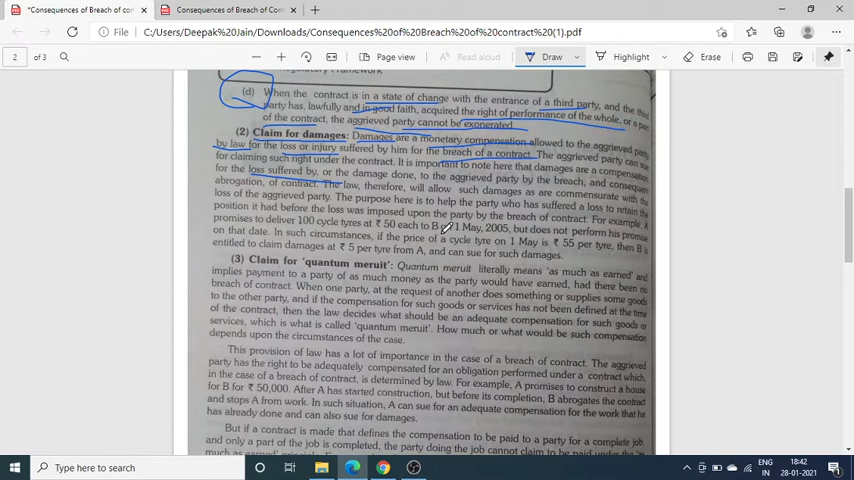 *Consequences of Breach of cont
Consequences of Breach of Cont
File
C:/Users/Deepak%20Jain/Downloads/Consequences%20of%20Breach%20of%20contract%20(1).pdf
2 of 3
Page view
Read aloud
Draw
Highlight
Erase
Regulatory Framework
(d) When the contract is in a state of change with the entrance of a third party, and the third
party has, lawfully and in good faith, acquired the right of performance of the whole, or a part
of the contract, the aggrieved party cannot be exonerated
(2) Claim for damages: Damages are a monetary compensation allowed to the aggrieved party
by law for the loss or injury suffered by him for the breach of a contract. The aggrieved party can sue
for claiming such right under the contract. It is important to note here that damages are a compensation
for the loss suffered by, or the damage done, to the aggrieved party by the breach, and consequent
abrogation, of contract. The law, therefore, will allow such damages as are commensurate with the
loss of the aggrieved party. The purpose here is to help the party who has suffered a loss to retain the
position it had before the loss was imposed upon the party by the breach of contract. For example, A
promises to deliver 100 cycle tyres at ₹ 50 each to B 1 May, 2005, but does not perform his promise
on that date. In such circumstances, if the price of a cycle tyre on 1 May is ₹ 55 per tyre, then B is
entitled to claim damages at ₹ 5 per tyre from A, and can sue for such damages.
(3) Claim for 'quantum meruit': Quantum meruit literally means 'as much as earned' and
implies payment to a party of as much money as the party would have earned, had there been no
breach of contract. When one party, at the request of another does something or supplies some goods
to the other party, and if the compensation for such goods or services has not been defined at the time
of the contract, then the law decides what should be an adequate compensation for such goods or
services, which is what is called 'quantum meruit'. How much or what would be such compensation
depends upon the circumstances of the case.
This provision of law has a lot of importance in the case of a breach of contract. The aggrieved
party has the right to be adequately compensated for an obligation performed under a contract which,
in the case of a breach of contract, is determined by law. For example, A promises to construct a house
for B for ₹ 50,000. After A has started construction, but before its completion, B abrogates the contract
and stops A from work. In such situation, A can sue for an adequate compensation for the work that he
has already done and can also sue for damages.
But if a contract is made that defines the compensation to be paid to a party for a complete job,
and only a part of the job is completed, the party doing the job cannot claim to be paid under the 'as
much as earned'
Type here to search
ENG
IN
18:42
28-01-2021